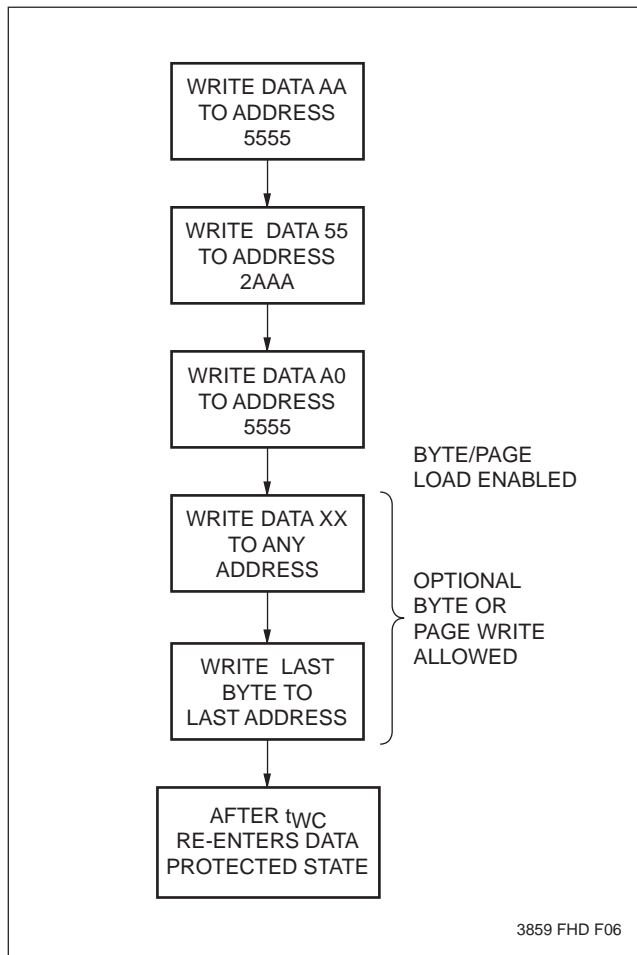 WRITE DATA AA
TO ADDRESS
5555
WRITE DATA 55
TO ADDRESS
2AAA
WRITE DATA A0
TO ADDRESS
5555
BYTE/PAGE
LOAD ENABLED
WRITE DATA XX
TO ANY
ADDRESS
OPTIONAL
BYTE OR
PAGE WRITE
ALLOWED
WRITE LAST
BYTE TO
LAST ADDRESS
AFTER tWC
RE-ENTERS DATA
PROTECTED STATE
3859 FHD F06